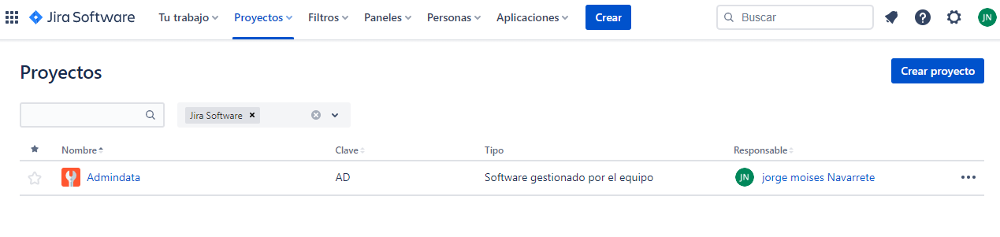 Jira Software Tu trabajo Proyectos Filtros Paneles Personas Aplicaciones Crear Buscar JN
Proyectos Crear proyecto
Jira Software
Nombre Clave Tipo Responsable
Admindata AD Software gestionado por el equipo JN jorge moises Navarrete